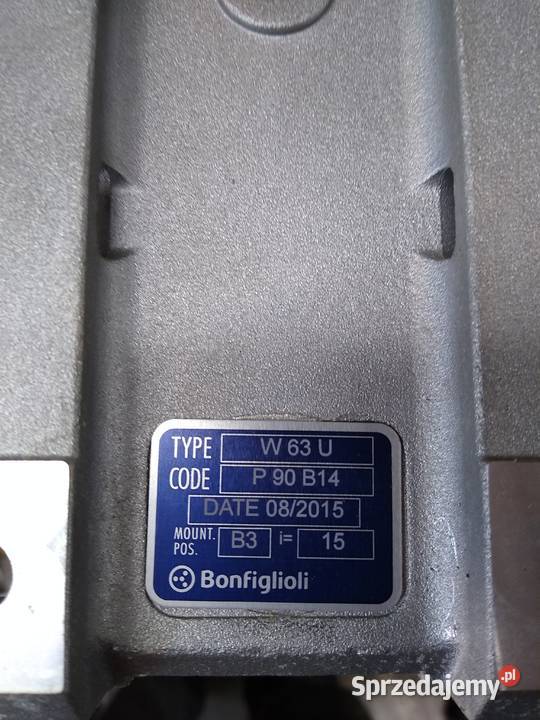 TYPE W 63 U
CODE P 90 B14
DATE 08/2015
MOUNT. POS. B3 i= 15
Bonfiglioli
Sprzedajemy.pl